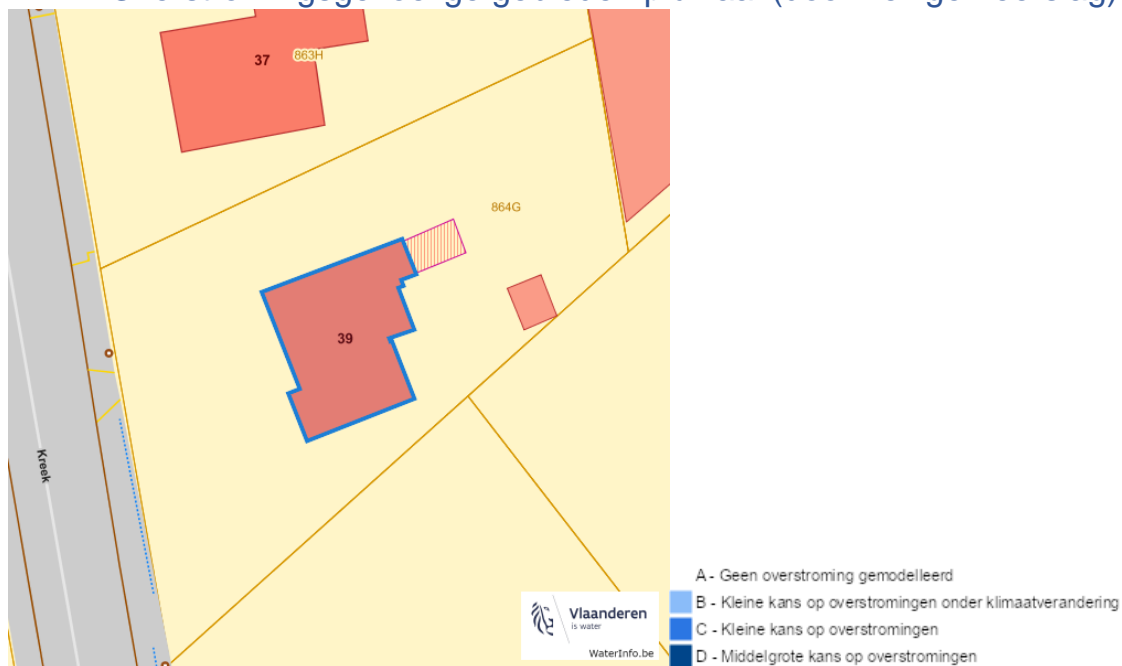 (door
37
863H
864G
39
Kreek
Vlaanderen
is water
WaterInfo.be
A - Geen overstroming gemodelleerd
B - Kleine kans op overstromingen onder klimaatverandering
C - Kleine kans op overstromingen
D - Middelgrote kans op overstromingen